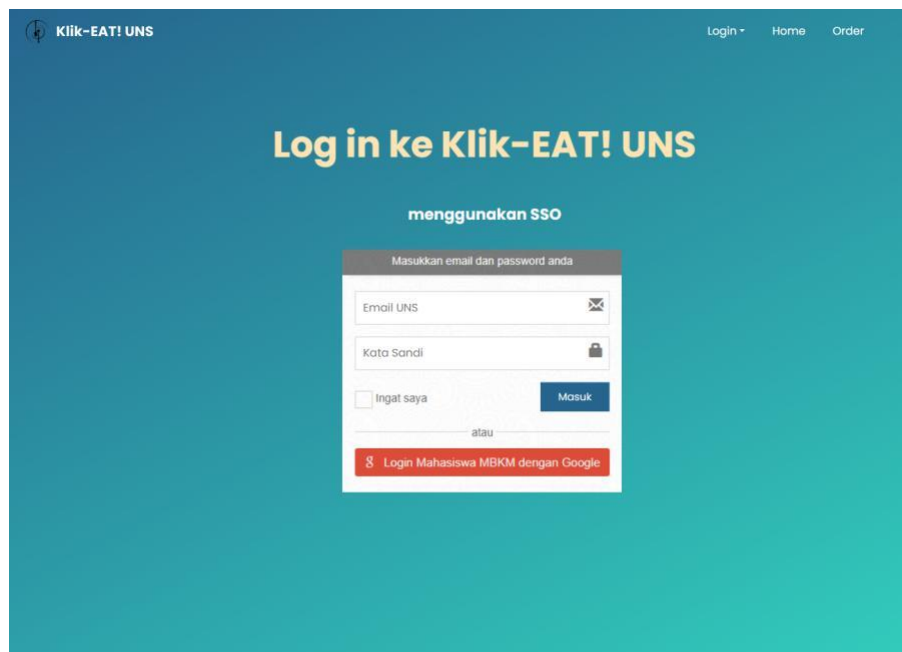 Klik-EAT! UNS
Login
Home
Order
Log in ke Klik-EAT! UNS
menggunakan SSO
Masukkan email dan password anda
Email UNS
Kata Sandi
Ingat saya
Masuk
atau
8 Login Mahasiswa MBKM dengan Google